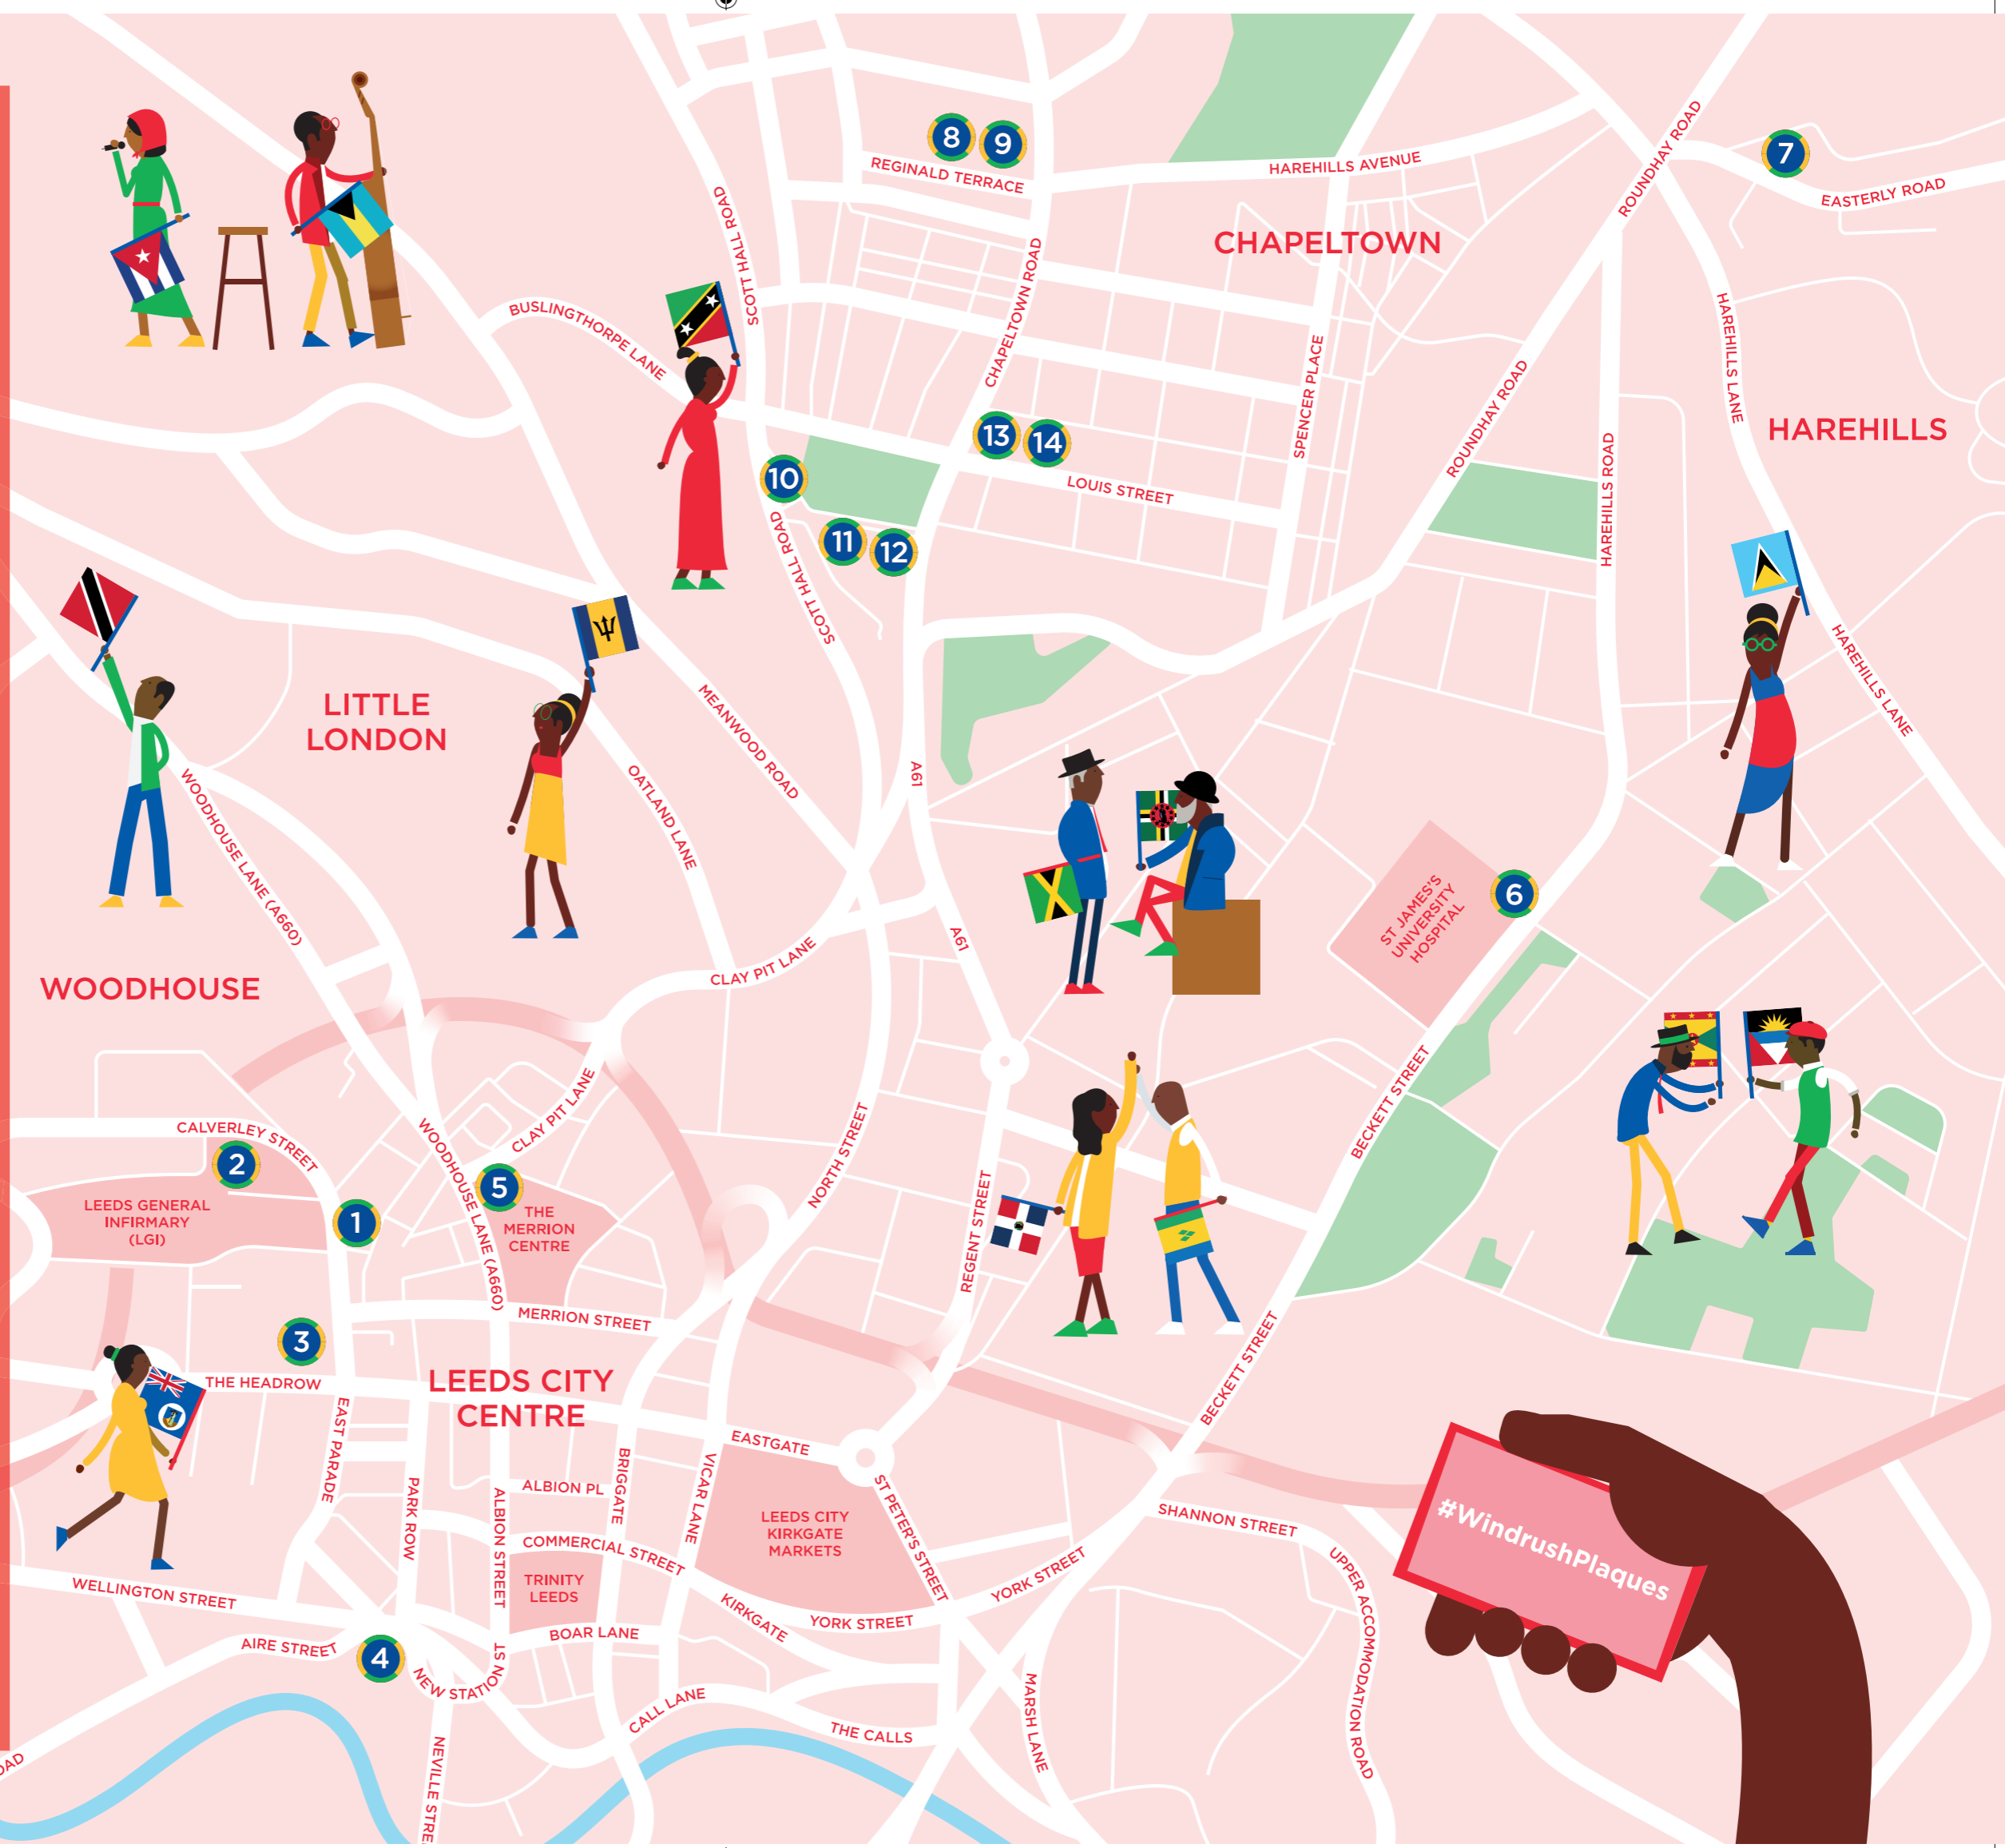 8
9
7
REGINALD TERRACE
HAREHILLS AVENUE
ROUNDHAY ROAD
EASTERLY ROAD
SCOTT HALL ROAD
CHAPELTOWN
CHAPELTOWN ROAD
BUSLINGTHORPE LANE
HAREHILLS LANE
SPENCER PLACE
ROUNDHAY ROAD
HAREHILLS
13
14
HAREHILLS ROAD
10
LOUIS STREET
SCOTT HALL ROAD
11
12
LITTLE
LONDON
MEANWOOD ROAD
HAREHILLS LANE
OATLAND LANE
A61
WOODHOUSE LANE (A660)
ST JAMES'S
UNIVERSITY
HOSPITAL
6
A61
CLAY PIT LANE
WOODHOUSE
CLAY PIT LANE
BECKETT STREET
CALVERLEY STREET
2
WOODHOUSE LANE (A660)
NORTH STREET
5
LEEDS GENERAL
INFIRMARY
(LGI)
1
THE
MERRION
CENTRE
REGENT STREET
MERRION STREET
3
THE HEADROW
LEEDS CITY
CENTRE
BECKETT STREET
EAST PARADE
EASTGATE
PARK ROW
ALBION PL
BRIGGATE
VICAR LANE
ALBION STREET
LEEDS CITY
KIRKGATE
MARKETS
ST PETER'S STREET
SHANNON STREET
#WindrushPlaques
COMMERCIAL STREET
TRINITY
LEEDS
WELLINGTON STREET
KIRKGATE
YORK STREET
YORK STREET
UPPER ACCOMMODATION ROAD
AIRE STREET
BOAR LANE
4
NEW STATION ST
CALL LANE
THE CALLS
MARSH LANE
OAD
NEVILLE STRE